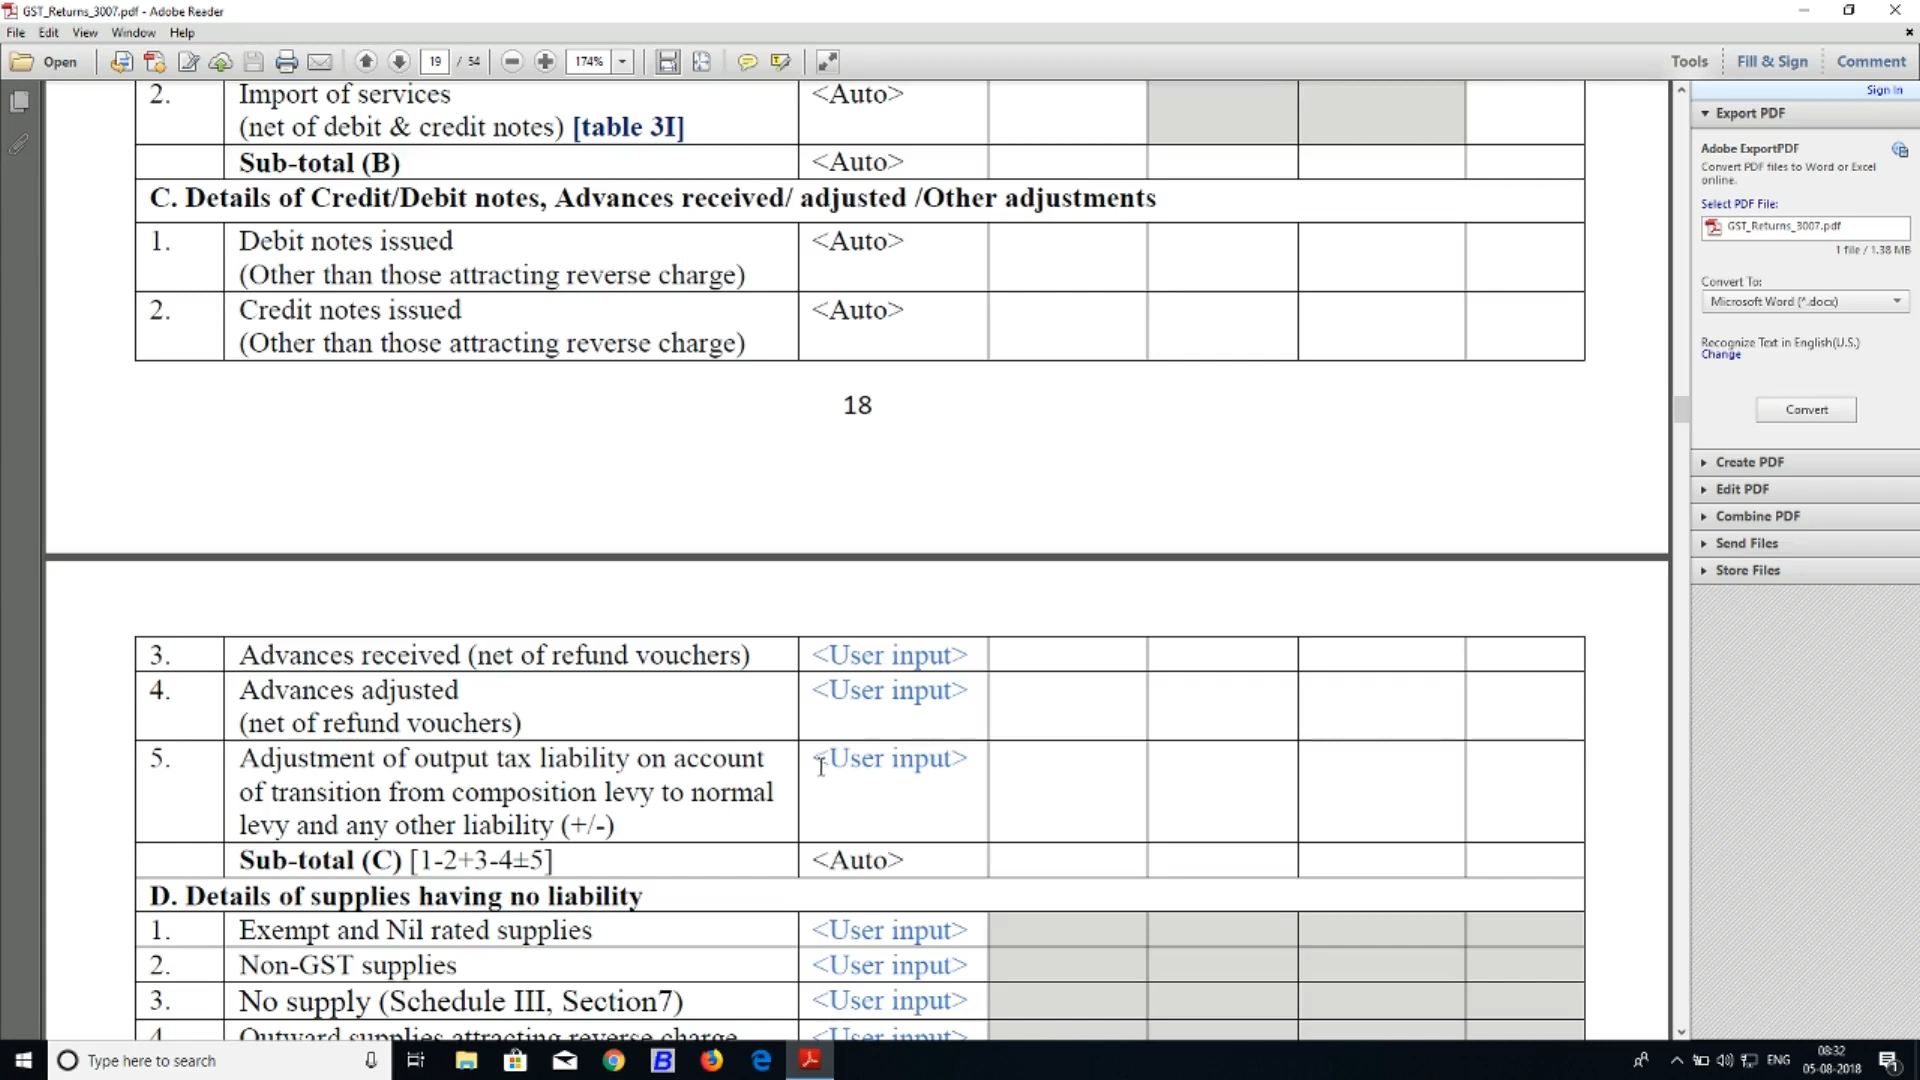 GST_Returns_3007.pdf - Adobe Reader
File Edit View Window Help
Open 19 / 54 174% Tools Fill & Sign Comment
Sign In
2. Import of services <Auto>
(net of debit & credit notes) [table 3I]
Sub-total (B) <Auto>
C. Details of Credit/Debit notes, Advances received/ adjusted /Other adjustments
1. Debit notes issued <Auto>
(Other than those attracting reverse charge)
2. Credit notes issued <Auto>
(Other than those attracting reverse charge)
18
3. Advances received (net of refund vouchers) <User input>
4. Advances adjusted <User input>
(net of refund vouchers)
5. Adjustment of output tax liability on account <User input>
of transition from composition levy to normal
levy and any other liability (+/-)
Sub-total (C) [1-2+3-4±5] <Auto>
D. Details of supplies having no liability
1. Exempt and Nil rated supplies <User input>
2. Non-GST supplies <User input>
3. No supply (Schedule III, Section7) <User input>
4. Outward supplies attracting reverse charge <User input>
Export PDF
Adobe ExportPDF
Convert PDF files to Word or Excel
online.
Select PDF File:
GST_Returns_3007.pdf
1 file / 1.38 MB
Convert To:
Microsoft Word (*.docx)
Recognize Text in English(U.S.)
Change
Convert
Create PDF
Edit PDF
Combine PDF
Send Files
Store Files
Type here to search
ENG
08:32
05-08-2018
1